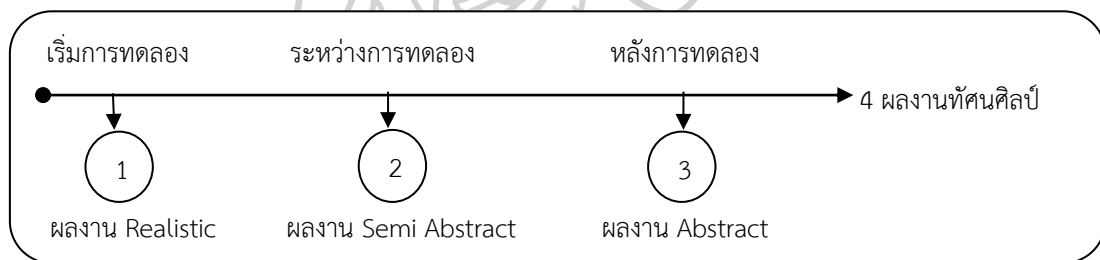 เริ่มการทดลอง ระหว่างการทดลอง หลังการทดลอง
4 ผลงานทัศนศิลป์
1 2 3
ผลงาน Realistic ผลงาน Semi Abstract ผลงาน Abstract